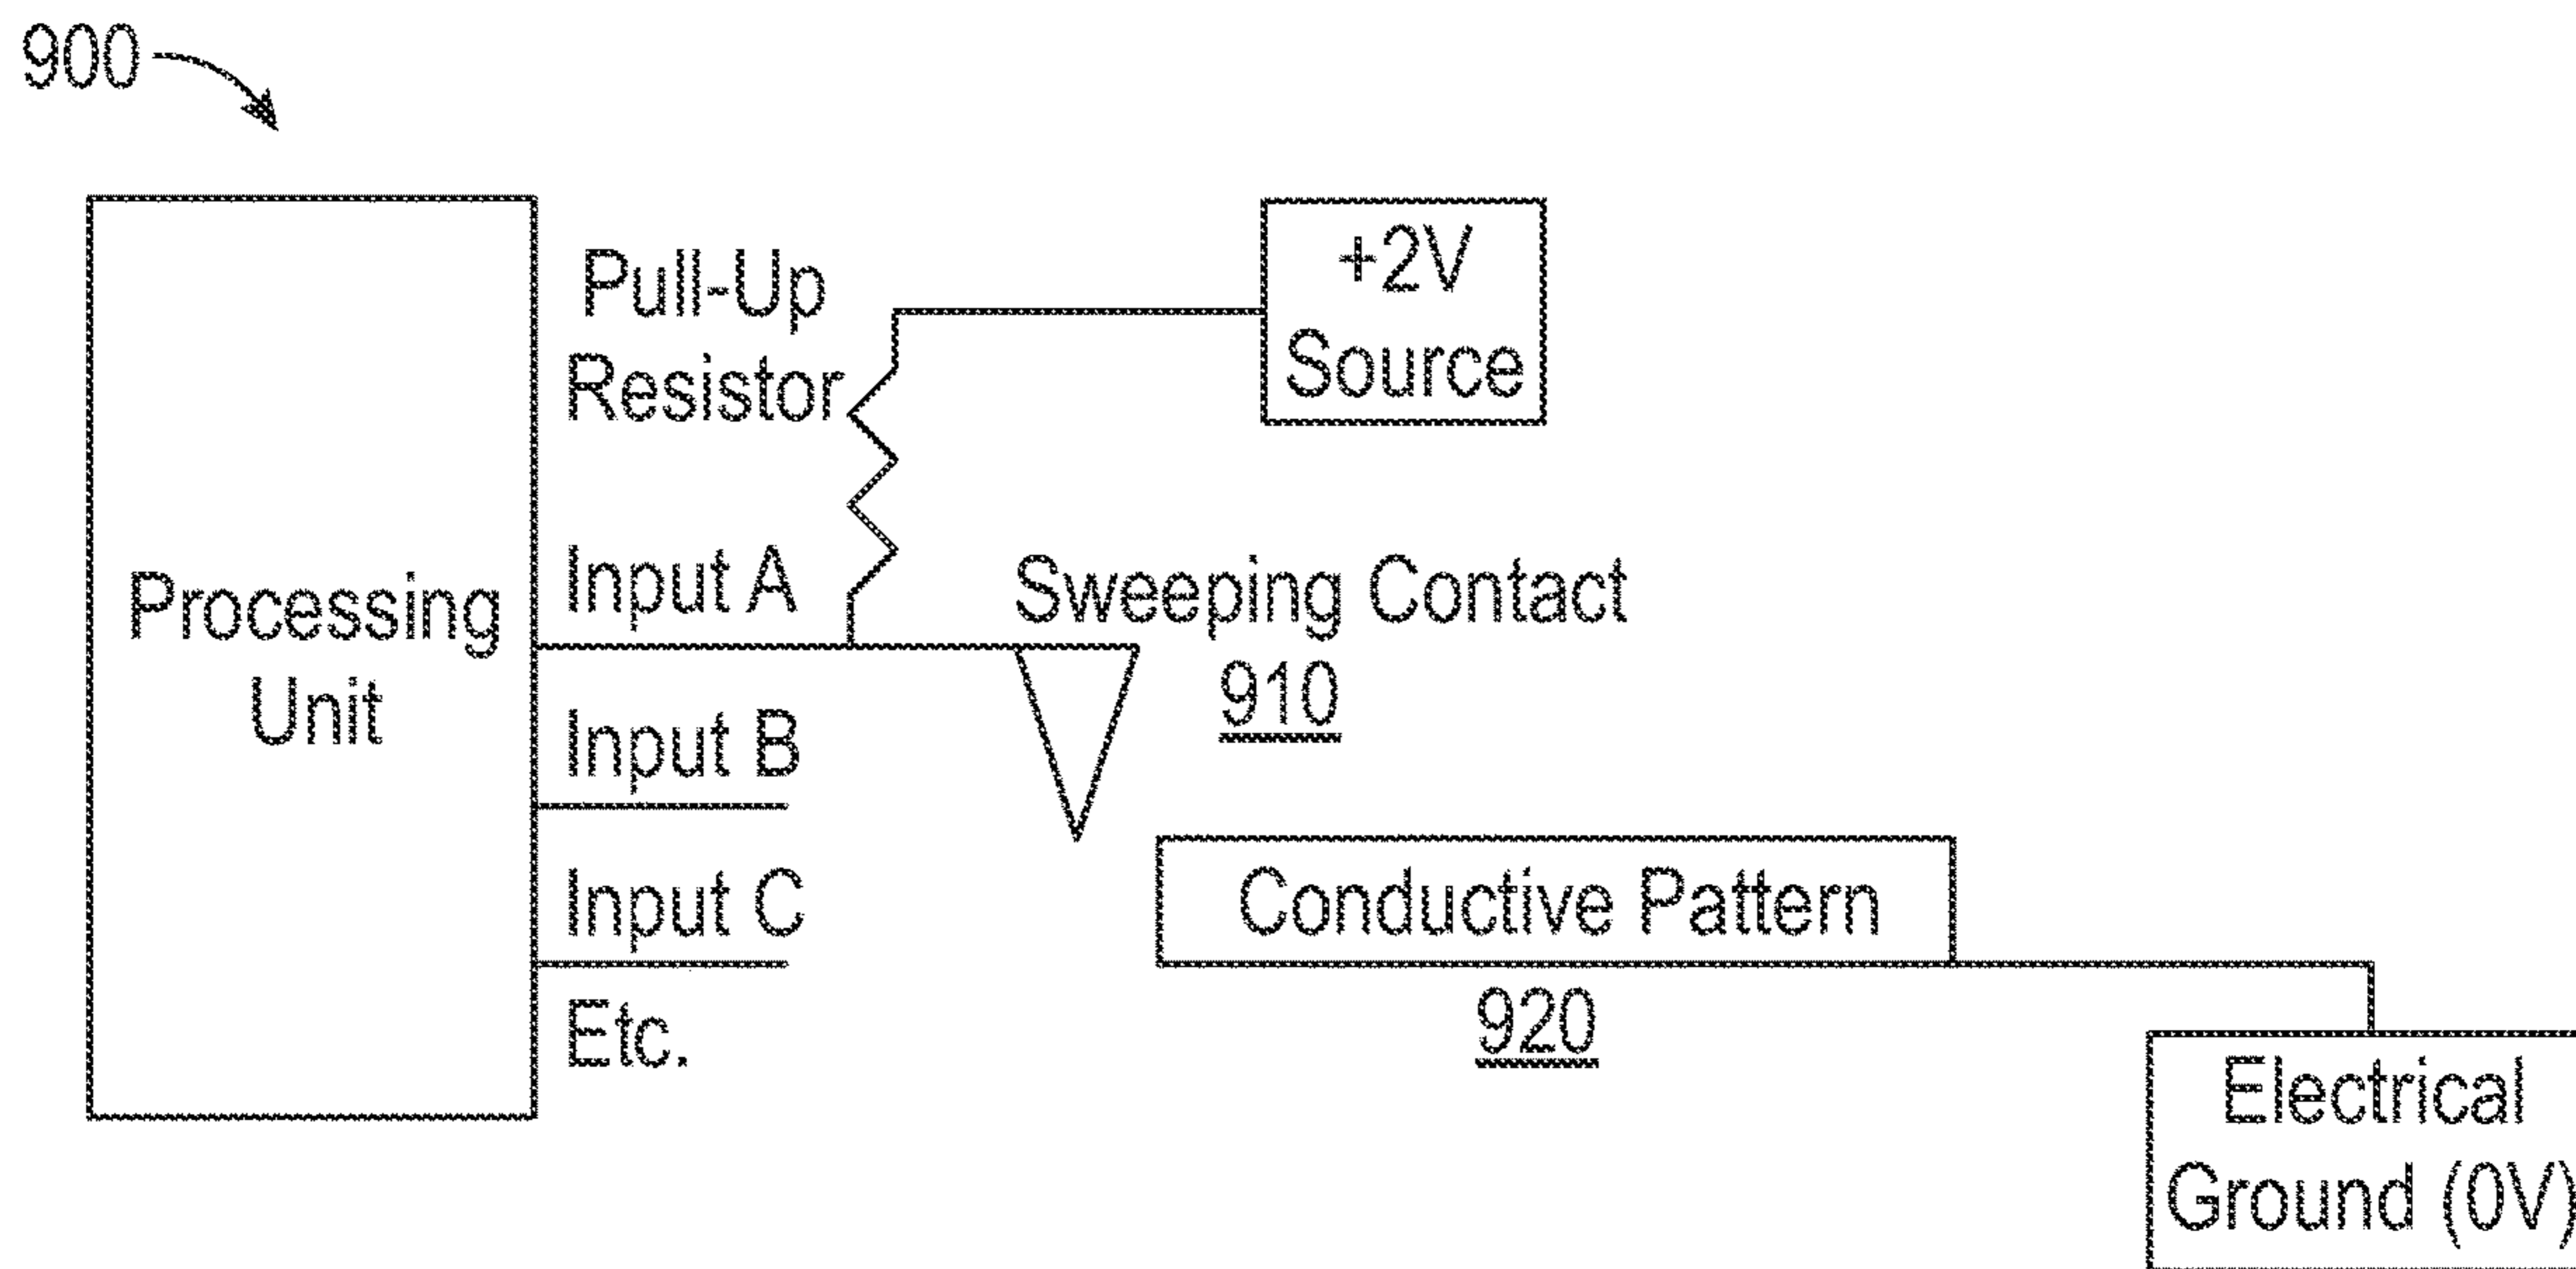 900
+2V
Source
Pull-Up
Resistor
Input A
Sweeping Contact
910
Processing
Unit
Input B
Input C
Conductive Pattern
920
Etc.
Electrical
Ground (0V)